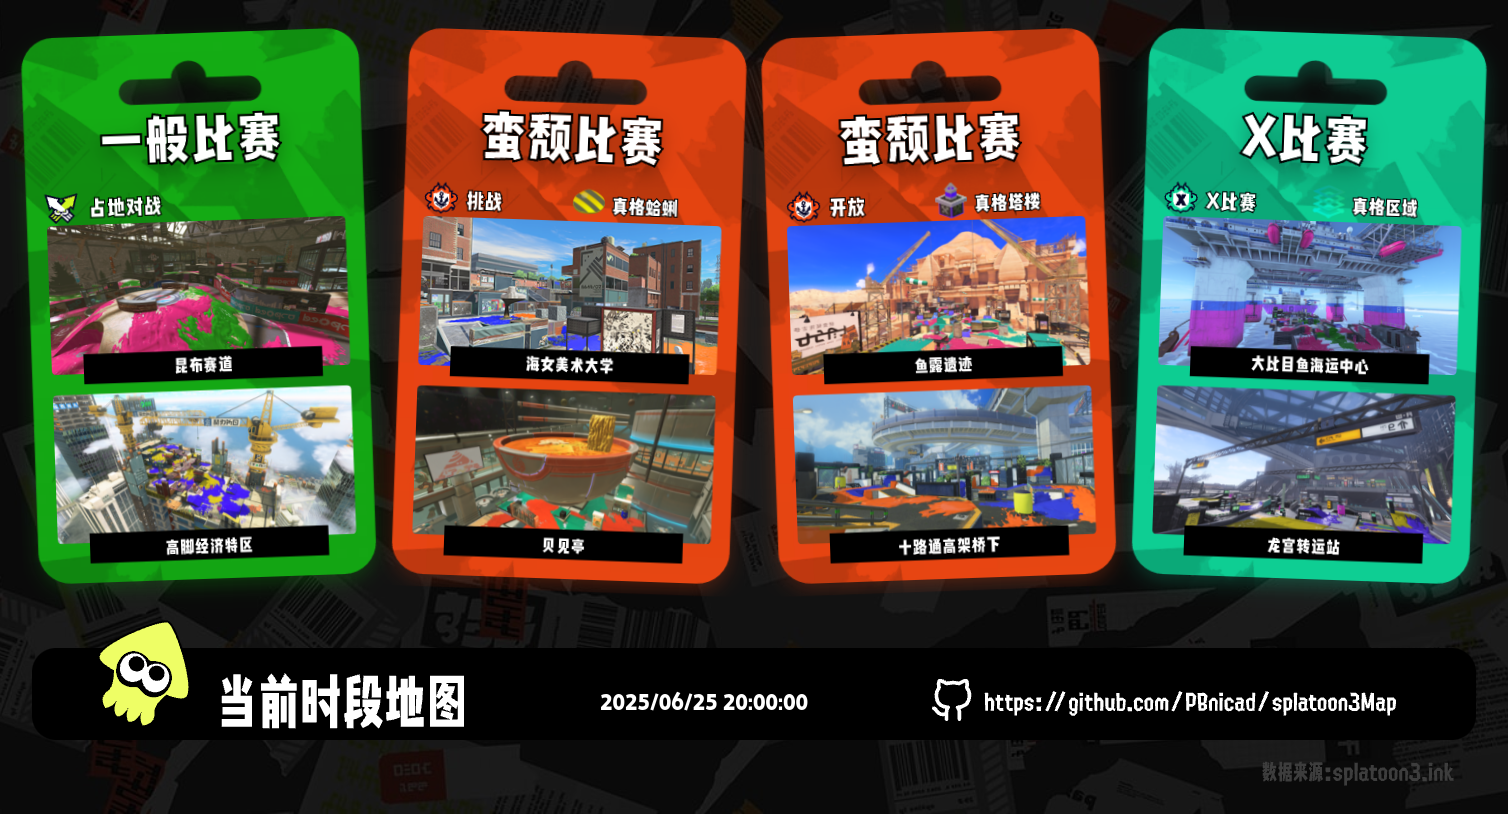 一般比赛
占地对战
昆布赛道
高脚经济特区
蛮颓比赛
挑战
真格蛤蜊
海女美术大学
贝见亭
蛮颓比赛
开放
真格塔楼
鱼露遗迹
十路通高架桥下
X比赛
X比赛
真格区域
大比目鱼海运中心
龙宫转运站
当前时段地图
2025/06/25 20:00:00
https://github.com/PBnicad/splatoon3Map
数据来源:splatoon3.ink